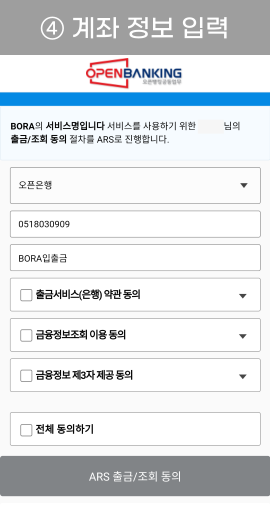 ④ 계좌 정보 입력
OPENBANKING
오픈뱅킹공동업무
BORA의 서비스명입니다 서비스를 사용하기 위한 님의
출금/조회 동의 절차를 ARS로 진행합니다.
오픈은행
0518030909
BORA입출금
출금서비스(은행) 약관 동의
금융정보조회 이용 동의
금융정보 제3자 제공 동의
전체 동의하기
ARS 출금/조회 동의